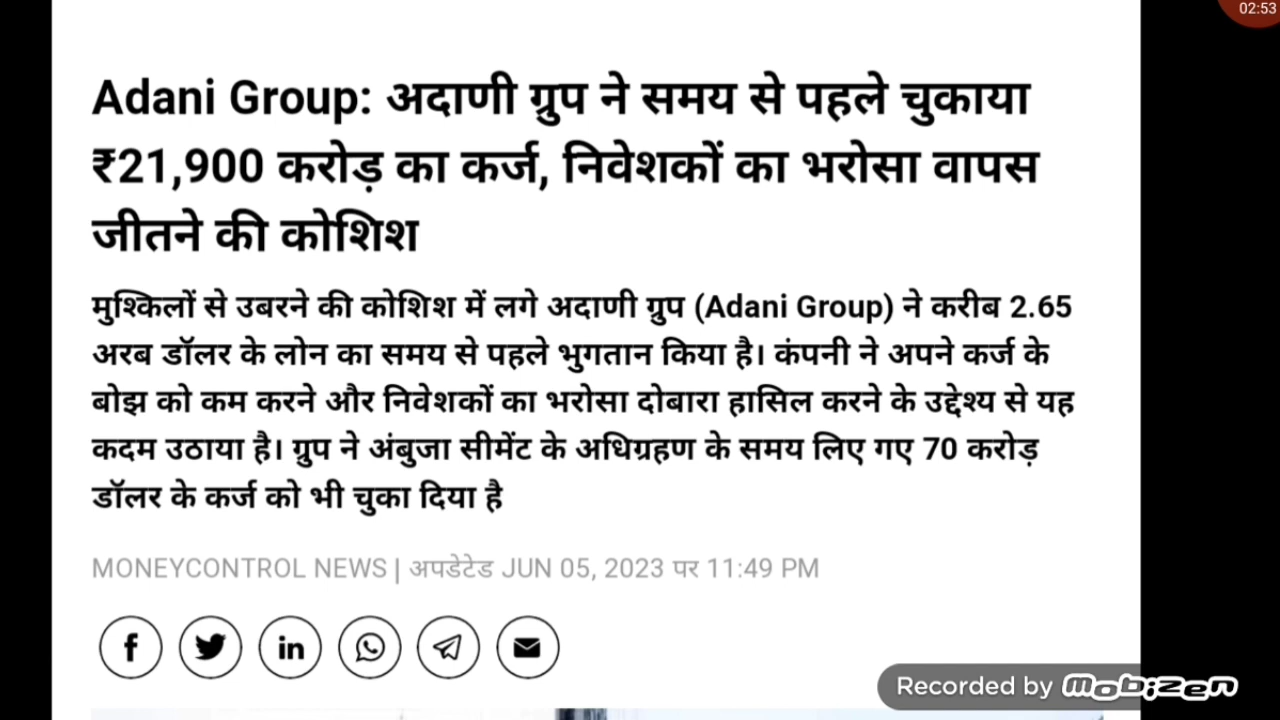 02:53
Adani Group: अदाणी ग्रुप ने समय से पहले चुकाया
₹21,900 करोड़ का कर्ज, निवेशकों का भरोसा वापस
जीतने की कोशिश
मुश्किलों से उबरने की कोशिश में लगे अदाणी ग्रुप (Adani Group) ने करीब 2.65
अरब डॉलर के लोन का समय से पहले भुगतान किया है। कंपनी ने अपने कर्ज के
बोझ को कम करने और निवेशकों का भरोसा दोबारा हासिल करने के उद्देश्य से यह
कदम उठाया है। ग्रुप ने अंबुजा सीमेंट के अधिग्रहण के समय लिए गए 70 करोड़
डॉलर के कर्ज को भी चुका दिया है
MONEYCONTROL NEWS | अपडेटेड JUN 05, 2023 पर 11:49 PM
Recorded by Mobizen